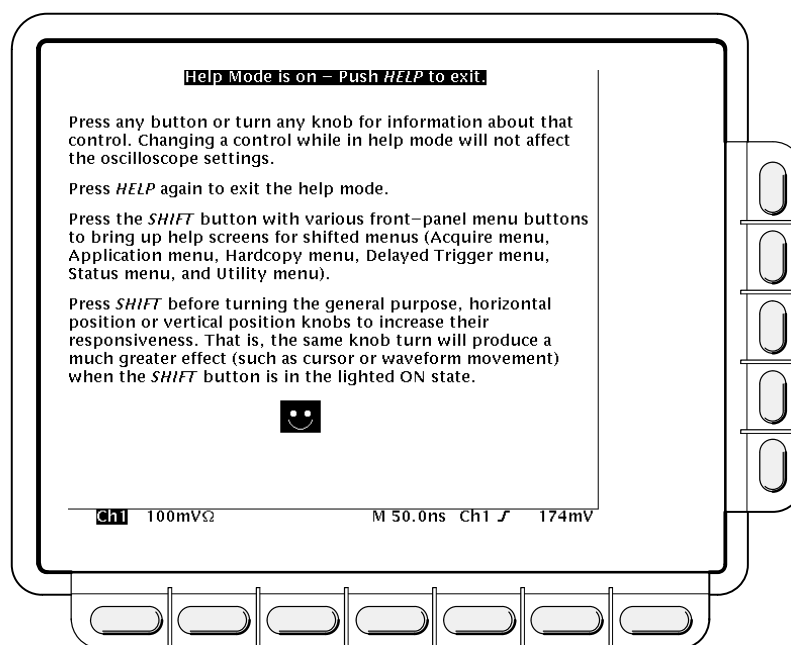 Help Mode is on – Push HELP to exit.
Press any button or turn any knob for information about that
control. Changing a control while in help mode will not affect
the oscilloscope settings.
Press HELP again to exit the help mode.
Press the SHIFT button with various front–panel menu buttons
to bring up help screens for shifted menus (Acquire menu,
Application menu, Hardcopy menu, Delayed Trigger menu,
Status menu, and Utility menu).
Press SHIFT before turning the general purpose, horizontal
position or vertical position knobs to increase their
responsiveness. That is, the same knob turn will produce a
much greater effect (such as cursor or waveform movement)
when the SHIFT button is in the lighted ON state.
Ch1 100mVΩ M 50.0ns Ch1 ƒ 174mV